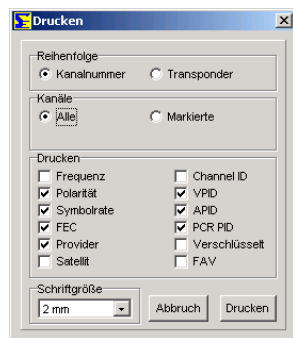 Drucken
Reihenfolge
Kanalnummer Transponder
Kanäle
Alle Markierte
Drucken
Frequenz Channel ID
Polarität VPID
Symbolrate APID
FEC PCR PID
Provider Verschlüsselt
Satellit FAV
Schriftgröße
2 mm Abbruch Drucken